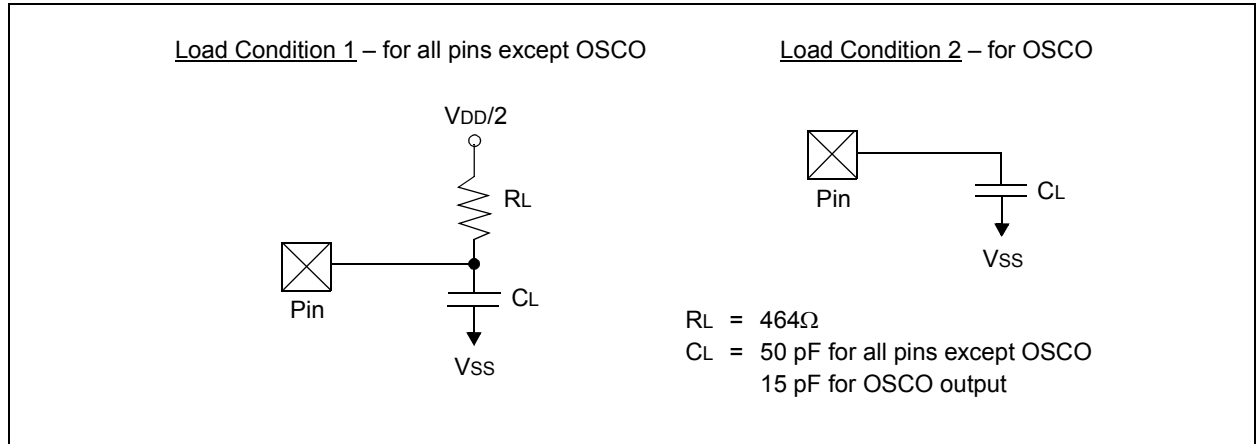 Load Condition 1 – for all pins except OSCO
VDD/2
RL
Pin
CL
VSS
Load Condition 2 – for OSCO
Pin
CL
VSS
RL = 464Ω
CL = 50 pF for all pins except OSCO
15 pF for OSCO output